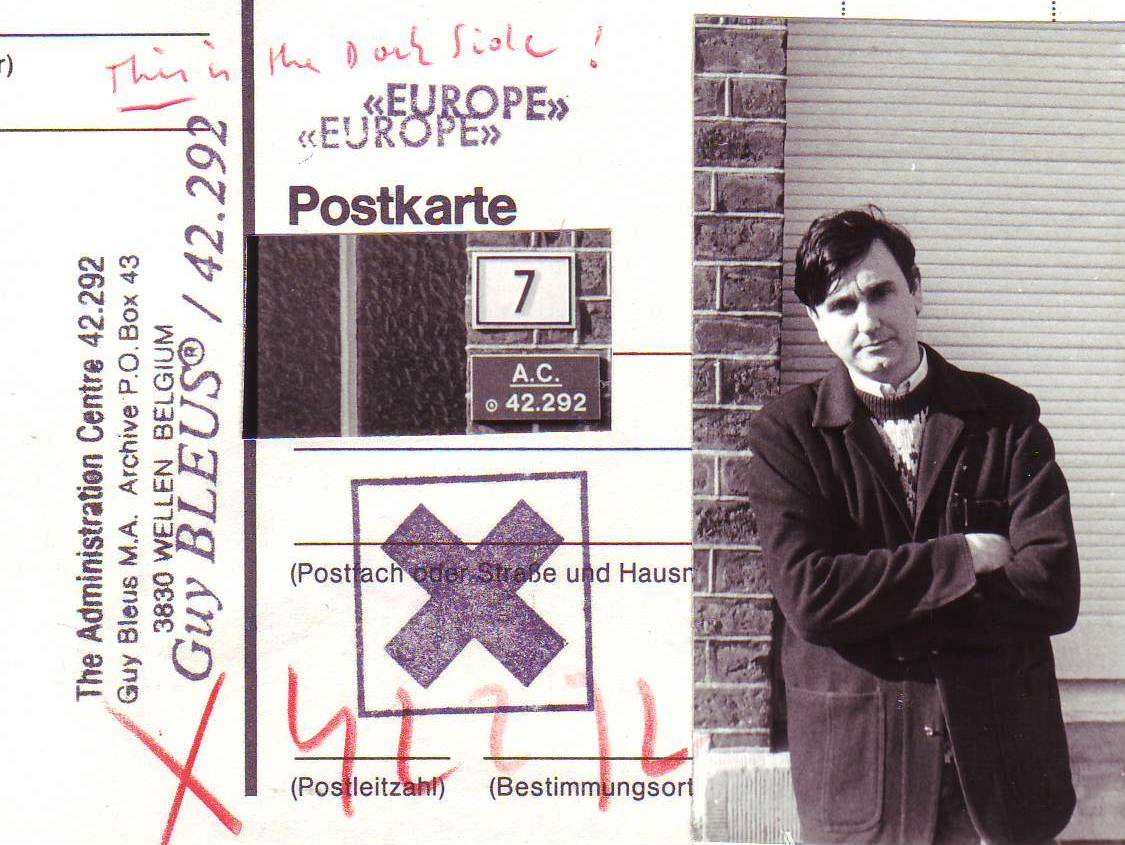 r)
This is the Dark Side !
«EUROPE»
«EUROPE»
Postkarte
7
A.C.
42.292
The Administration Centre 42.292
Guy Bleus M.A. Archive P.O. Box 43
3830 WELLEN BELGIUM
Guy BLEUS® / 42.292
(Postfach oder Straße und Hausr
42292
(Postleitzahl) (Bestimmungsort